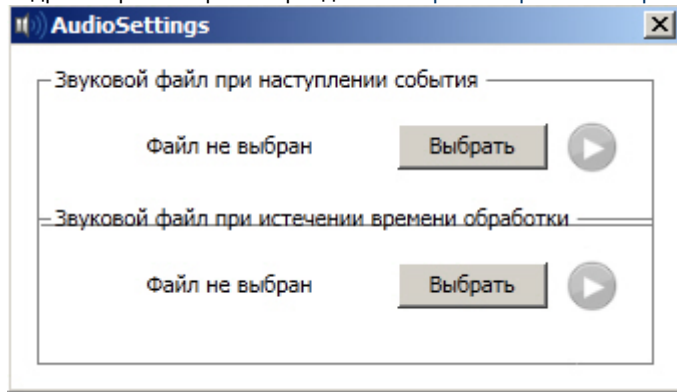 AudioSettings
Звуковой файл при наступлении события
Файл не выбран Выбрать
Звуковой файл при истечении времени обработки
Файл не выбран Выбрать